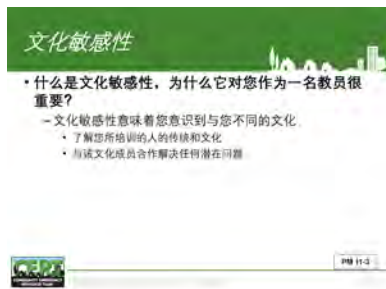 文化敏感性
• 什么是文化敏感性，为什么它对您作为一名教员很
重要?
–文化敏感性意味着您意识到与您不同的文化
• 了解您所培训的人的传统和文化
• 与该文化成员合作解决任何潜在问题
CERT
PM 11-3